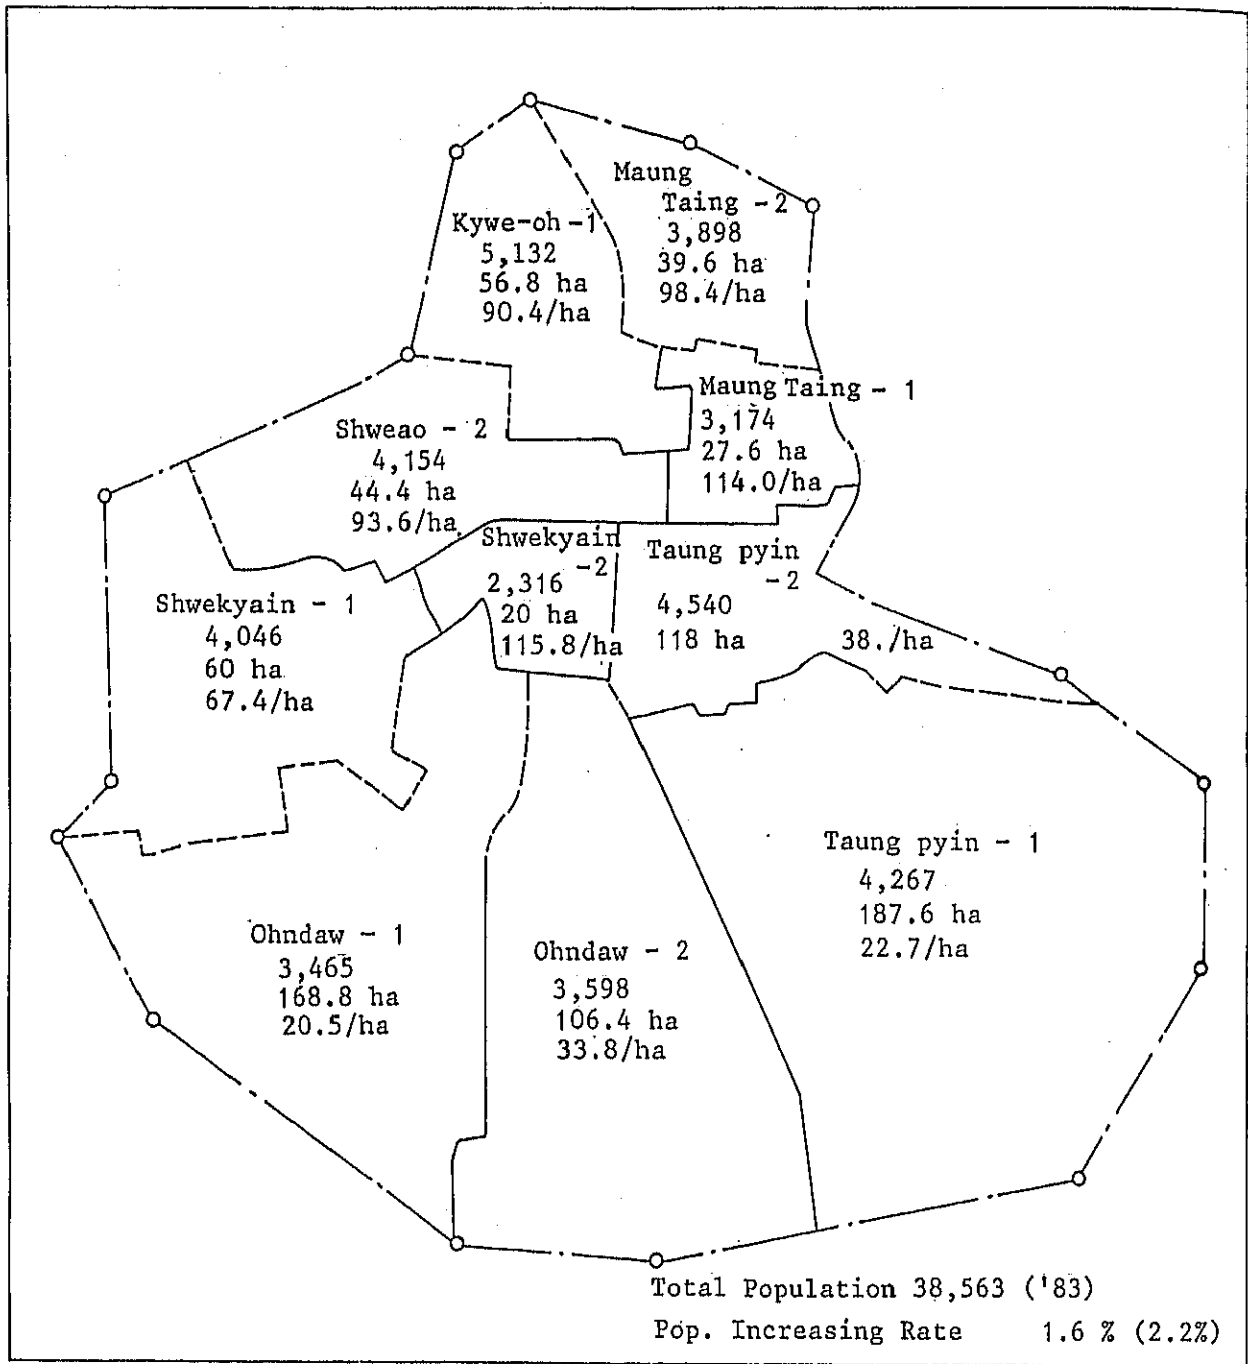 Maung
Taing - 2
3,898
39.6 ha
98.4/ha
Kywe-oh - 1
5,132
56.8 ha
90.4/ha
Maung Taing - 1
3,174
27.6 ha
114.0/ha
Shweao - 2
4,154
44.4 ha
93.6/ha
Shwekyain
-2
2,316
20 ha
115.8/ha
Taung pyin
-2
4,540
118 ha 38./ha
Shwekyain - 1
4,046
60 ha
67.4/ha
Taung pyin - 1
4,267
187.6 ha
22.7/ha
Ohndaw - 1
3,465
168.8 ha
20.5/ha
Ohndaw - 2
3,598
106.4 ha
33.8/ha
Total Population 38,563 ('83)
Pop. Increasing Rate 1.6 % (2.2%)